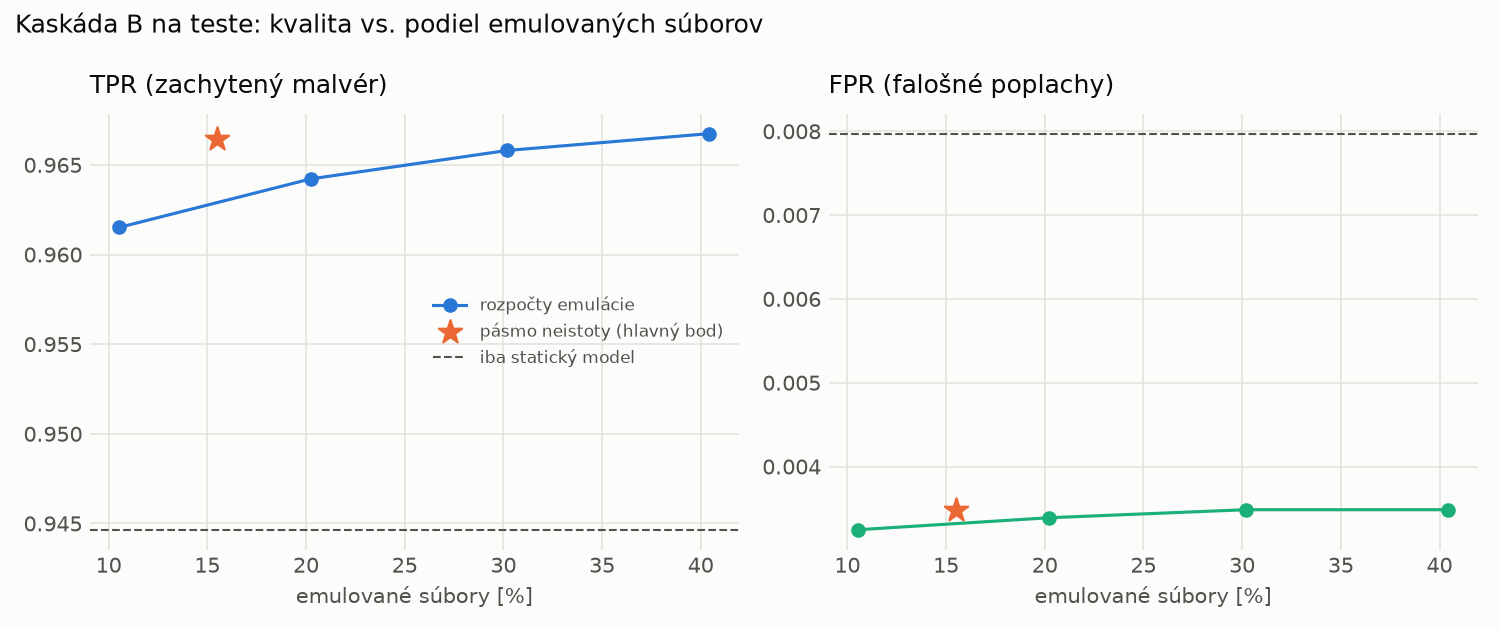 Kaskáda B na teste: kvalita vs. podiel emulovaných súborov
TPR (zachytený malvér)
0.965
0.960
0.955
0.950
0.945
rozpočty emulácie
pásmo neistoty (hlavný bod)
iba statický model
10 15 20 25 30 35 40
emulované súbory [%]
FPR (falošné poplachy)
0.008
0.007
0.006
0.005
0.004
10 15 20 25 30 35 40
emulované súbory [%]